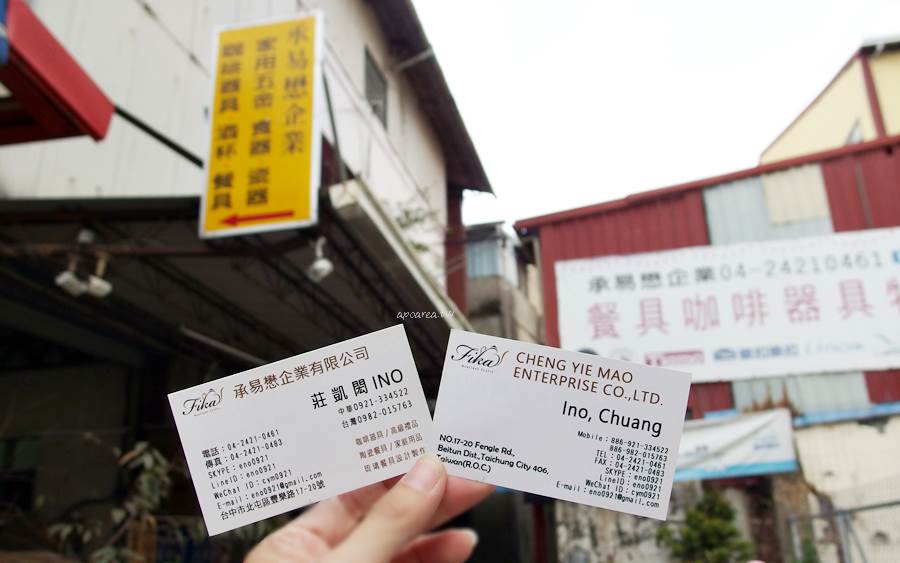 承易懋企業
家用五金 食器 瓷器
咖啡器具 酒杯 餐具
承易懋企業04-24210461
餐具咖啡器具
apoarea.tw
Fika
承易懋企業有限公司
莊凱閎 INO
中華0921-334522
台灣0982-015763
電話：04-2421-0461
傳真：04-2421-0483
SKYPE：eno0921
LineID：eno0921
WeChat ID：cym0921
E-mail：eno0921@gmail.com
台中市北屯區豐樂路17-20號
咖啡器具/高級禮品
陶瓷餐具/家庭用品
玻璃餐具設計製作
Fika
CHENG YIE MAO
ENTERPRISE CO.,LTD.
Ino, Chuang
Mobile：886-921-334522
886-982-015763
TEL：04-2421-0461
FAX：04-2421-0483
SKYPE：eno0921
LineID：eno0921
WeChat ID：cym0921
E-mail：eno0921@gmail.com
NO.17-20 Fengle Rd.,
Beitun Dist.,Taichung City 406,
Taiwan(R.O.C.)